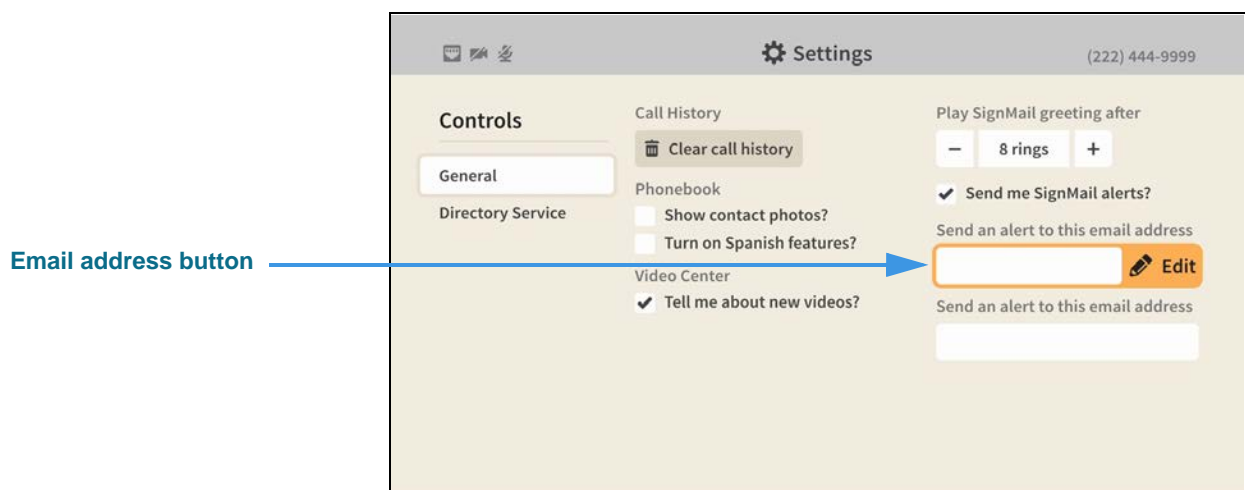 Settings
(222) 444-9999
Controls
General
Directory Service
Call History
Clear call history
Phonebook
Show contact photos?
Turn on Spanish features?
Video Center
Tell me about new videos?
Play SignMail greeting after
− 8 rings +
Send me SignMail alerts?
Send an alert to this email address
Edit
Send an alert to this email address
Email address button